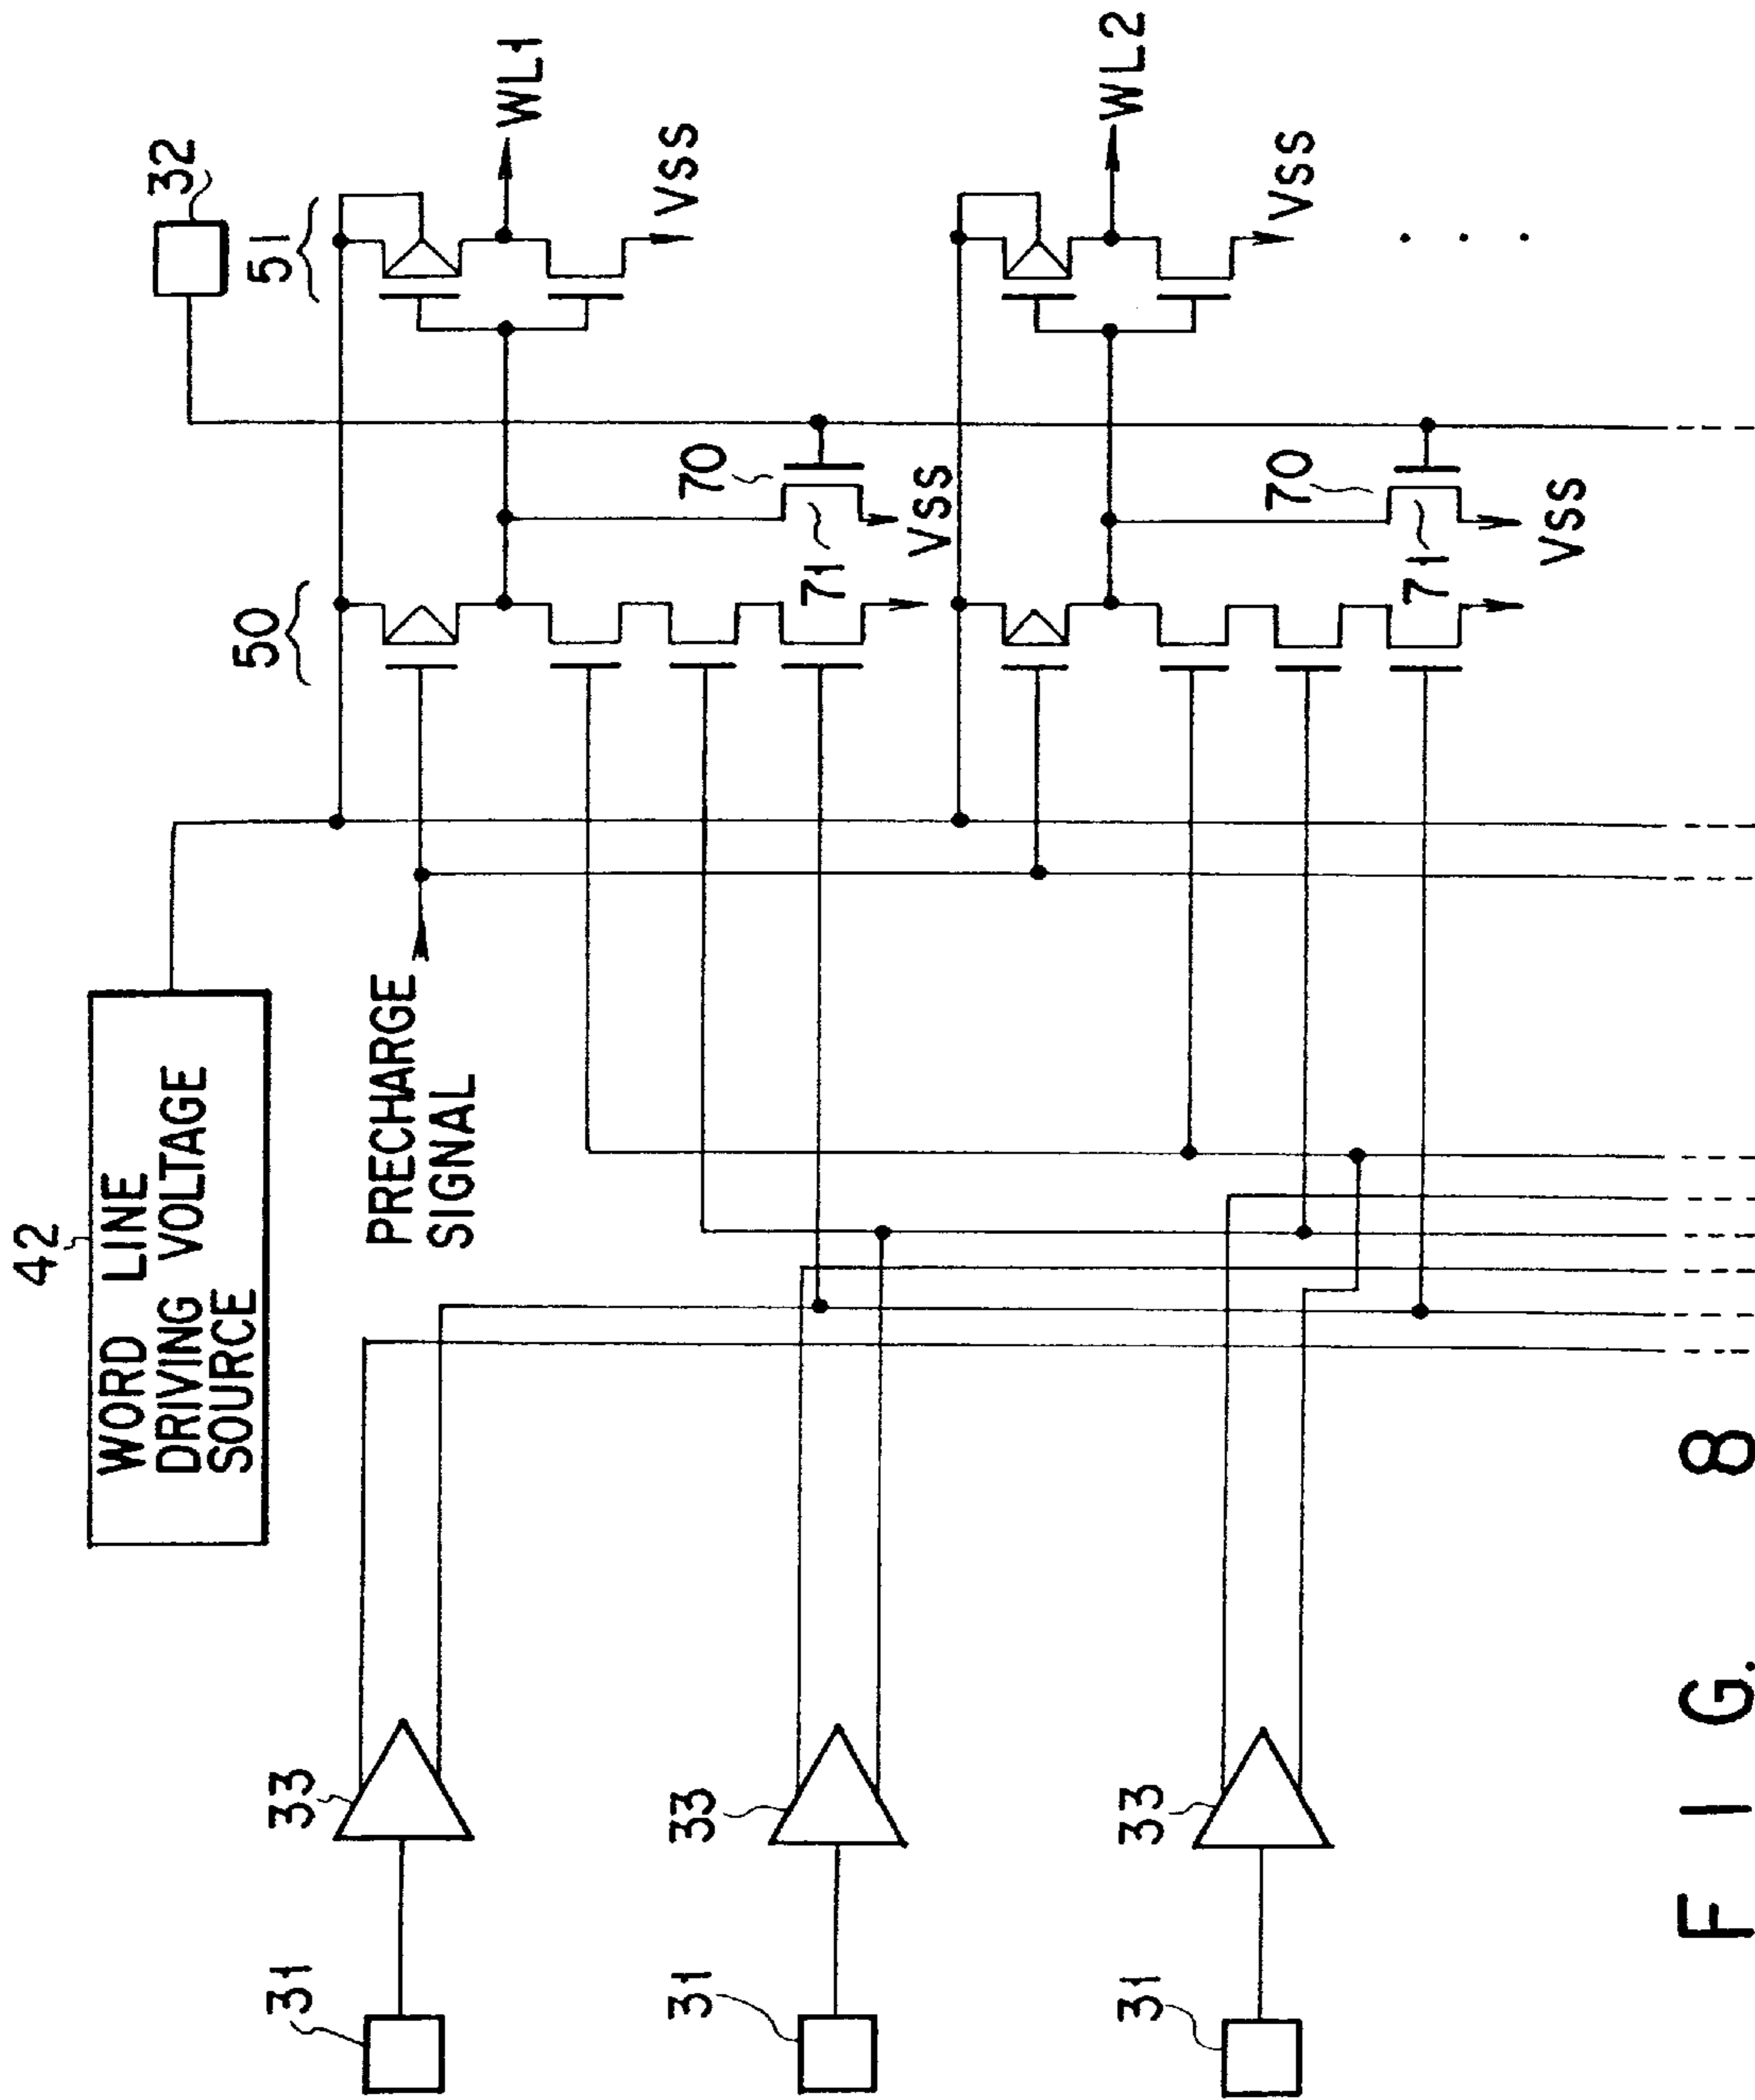 42
WORD LINE
DRIVING VOLTAGE
SOURCE
32
51
50
WL1
VSS
PRECHARGE
SIGNAL
70
71
VSS
31
33
WL2
VSS
31
33
70
71
VSS
31
33
. . .
FIG. 8